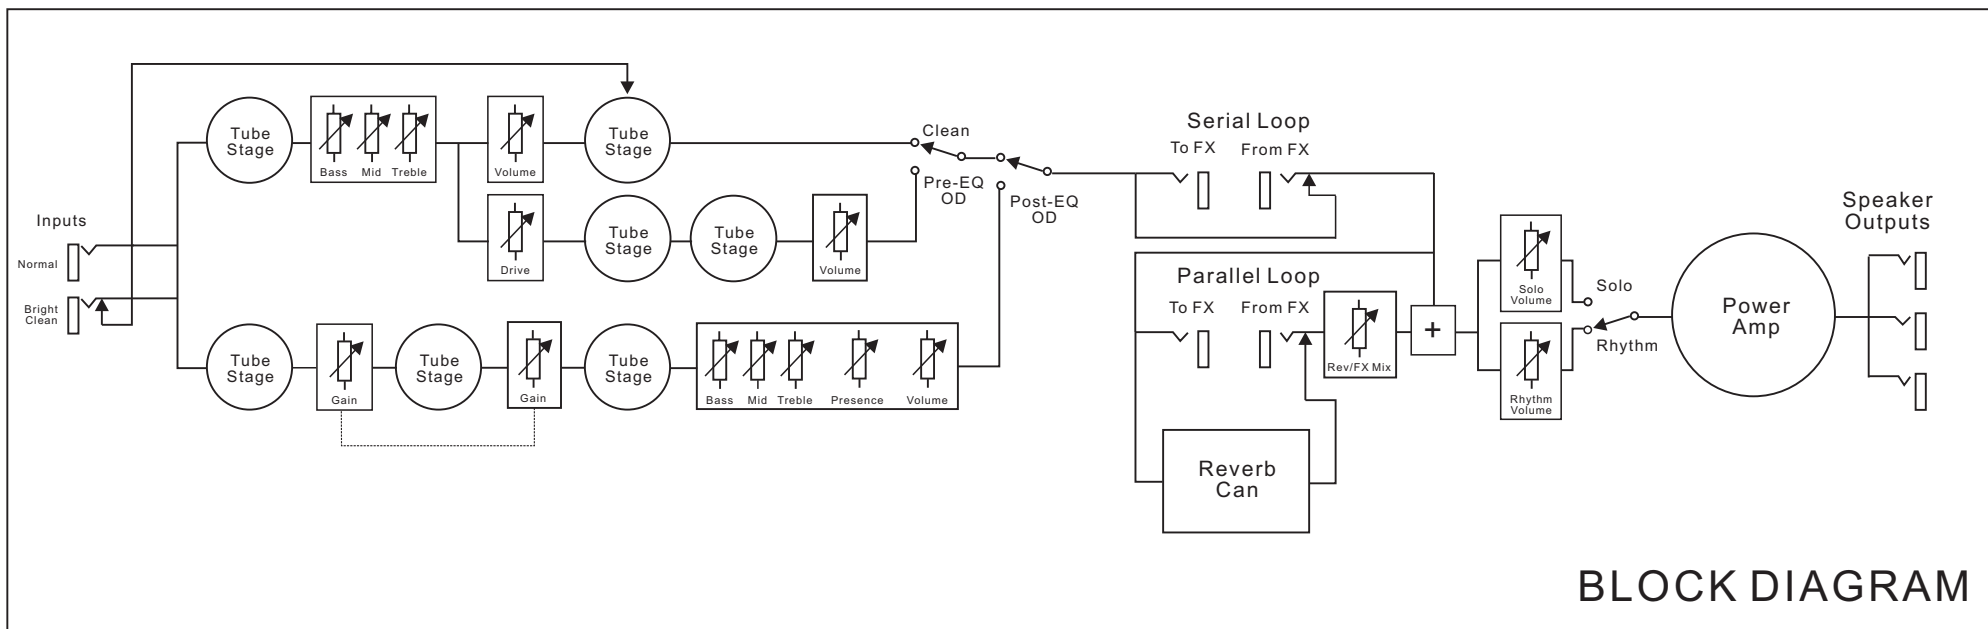 Inputs
Normal
Bright
Clean
Tube
Stage
Bass Mid Treble
Volume
Tube
Stage
Clean
Pre-EQ
OD
Post-EQ
OD
Drive
Tube
Stage
Tube
Stage
Volume
Tube
Stage
Gain
Tube
Stage
Gain
Tube
Stage
Bass Mid Treble Presence Volume
Serial Loop
To FX From FX
Parallel Loop
To FX From FX
Rev/FX Mix
+
Reverb
Can
Solo
Volume
Rhythm
Volume
Solo
Rhythm
Power
Amp
Speaker
Outputs
BLOCK DIAGRAM